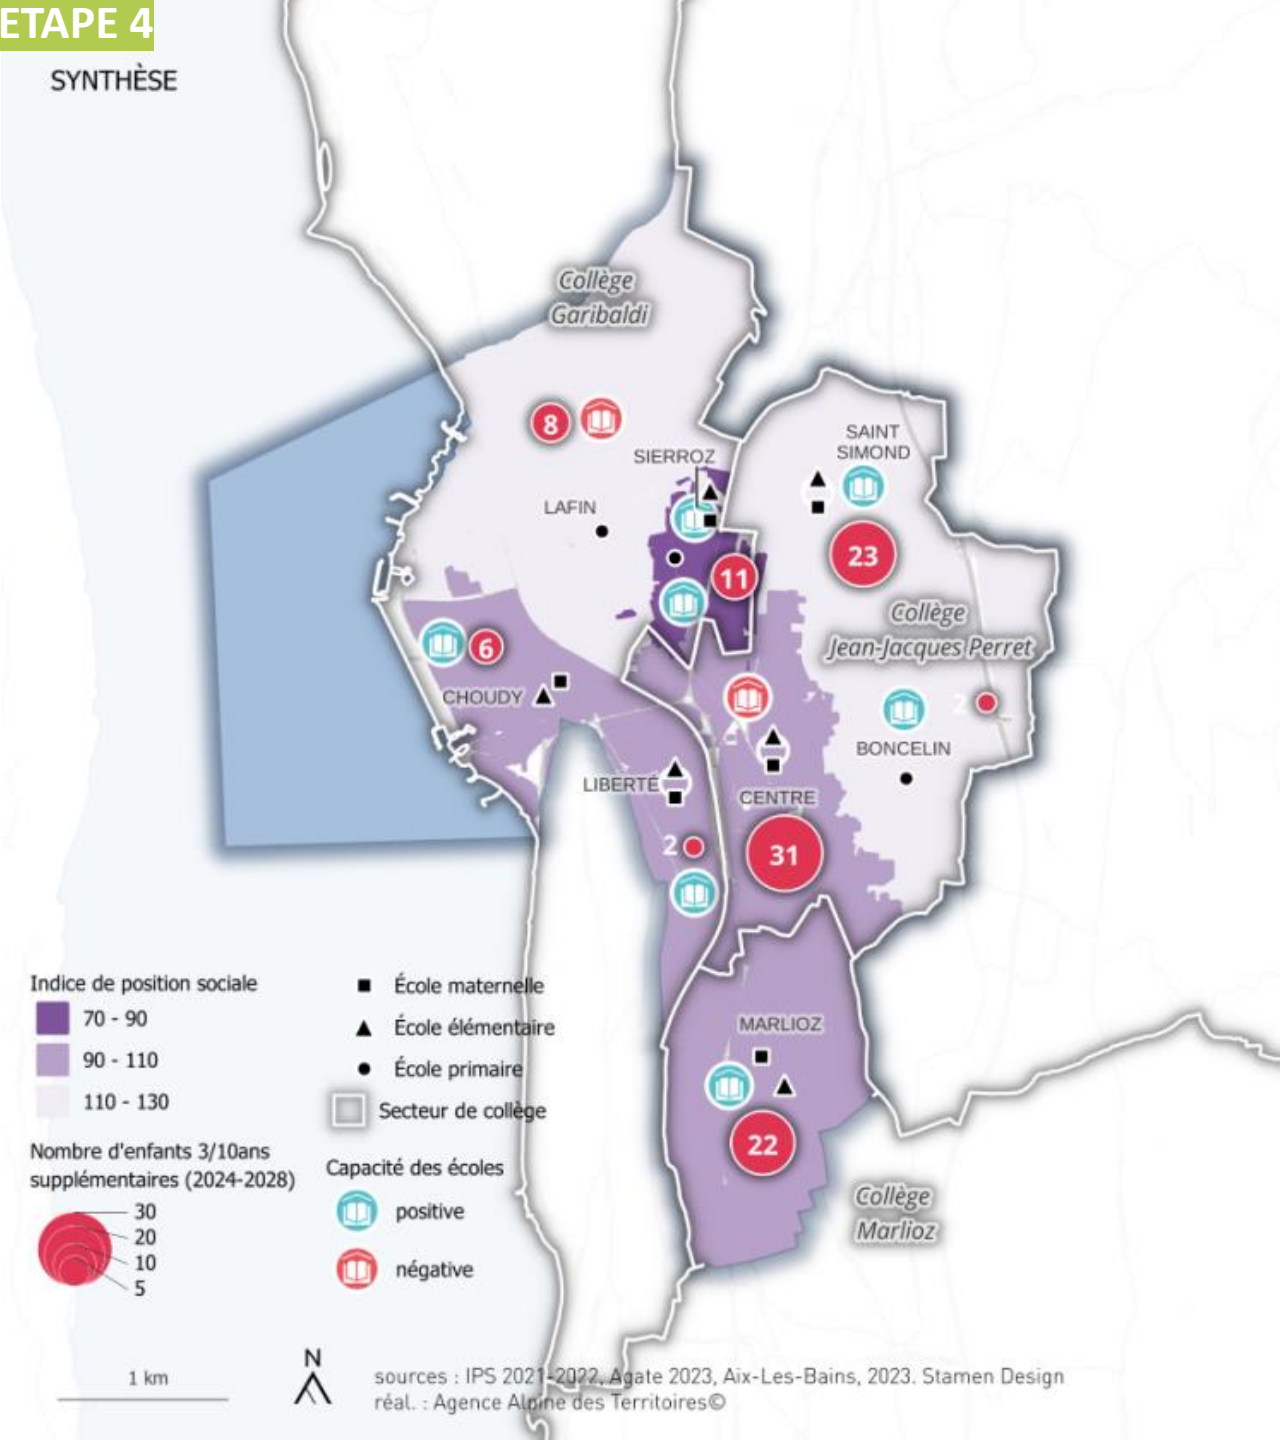 ETAPE 4
SYNTHÈSE
Collège
Garibaldi
8
SIERROZ
SAINT
SIMOND
LAFIN
23
11
Collège
Jean-Jacques Perret
6
CHOUDY
2
BONCELIN
LIBERTÉ
CENTRE
2
31
MARLIOZ
22
Collège
Marlioz
Indice de position sociale
70 - 90
90 - 110
110 - 130
Nombre d'enfants 3/10ans
supplémentaires (2024-2028)
30
20
10
5
École maternelle
École élémentaire
École primaire
Secteur de collège
Capacité des écoles
positive
négative
1 km
N
sources : IPS 2021-2022, Agate 2023, Aix-Les-Bains, 2023. Stamen Design
réal. : Agence Alpine des Territoires©